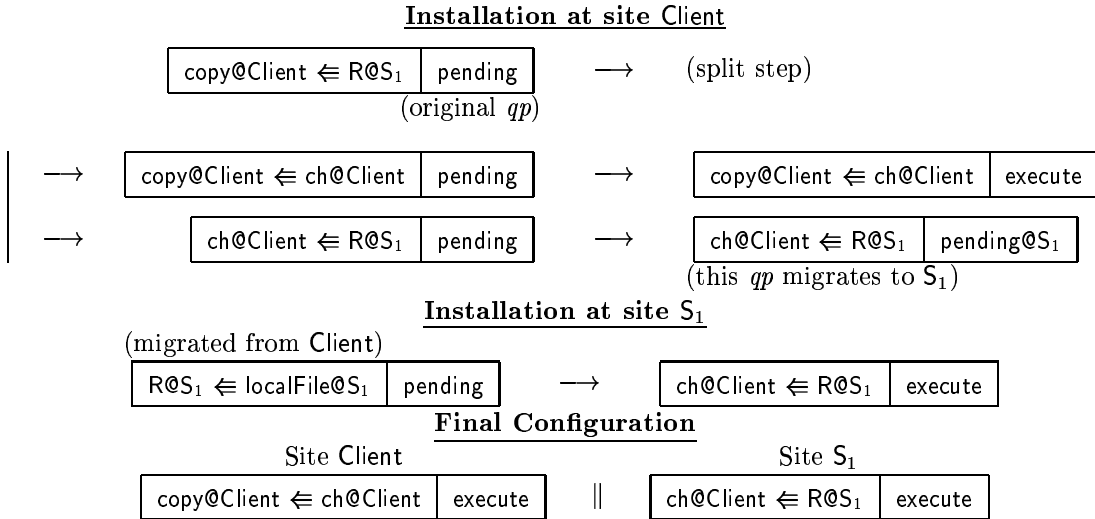 Installation at site Client
copy@Client ⋐ R@S₁ pending ⟶ (split step)
(original qp)
⟶ copy@Client ⋐ ch@Client pending ⟶ copy@Client ⋐ ch@Client execute
⟶ ch@Client ⋐ R@S₁ pending ⟶ ch@Client ⋐ R@S₁ pending@S₁
(this qp migrates to S₁)
Installation at site S₁
(migrated from Client)
R@S₁ ⋐ localFile@S₁ pending ⟶ ch@Client ⋐ R@S₁ execute
Final Configuration
Site Client Site S₁
copy@Client ⋐ ch@Client execute ‖ ch@Client ⋐ R@S₁ execute